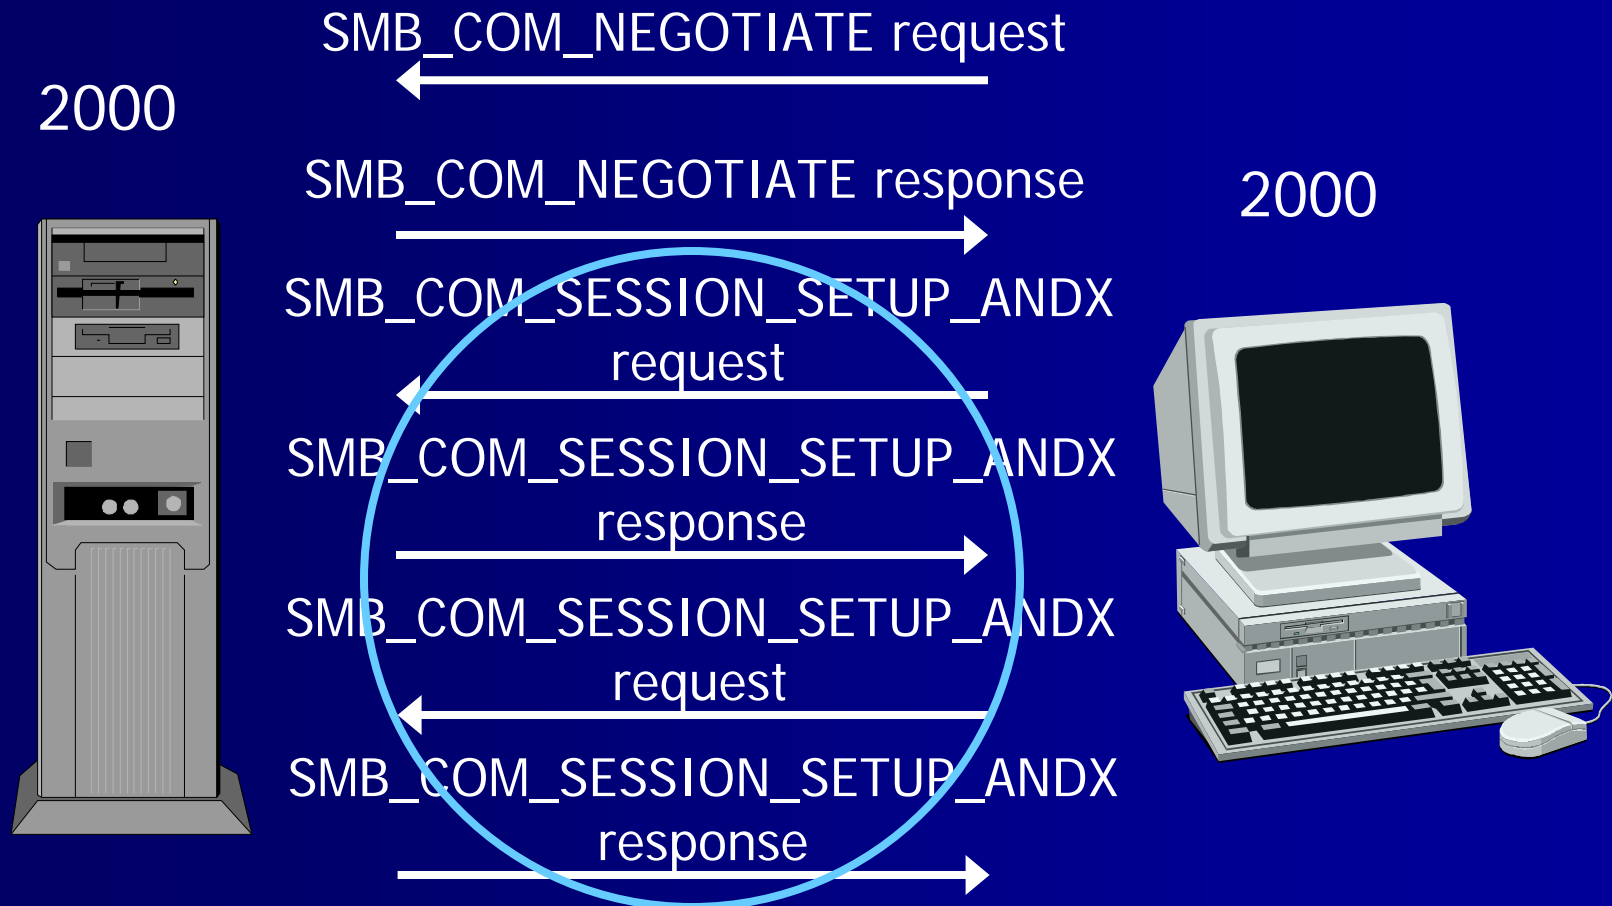 SMB_COM_NEGOTIATE request
2000
SMB_COM_NEGOTIATE response
2000
SMB_COM_SESSION_SETUP_ANDX
request
SMB_COM_SESSION_SETUP_ANDX
response
SMB_COM_SESSION_SETUP_ANDX
request
SMB_COM_SESSION_SETUP_ANDX
response